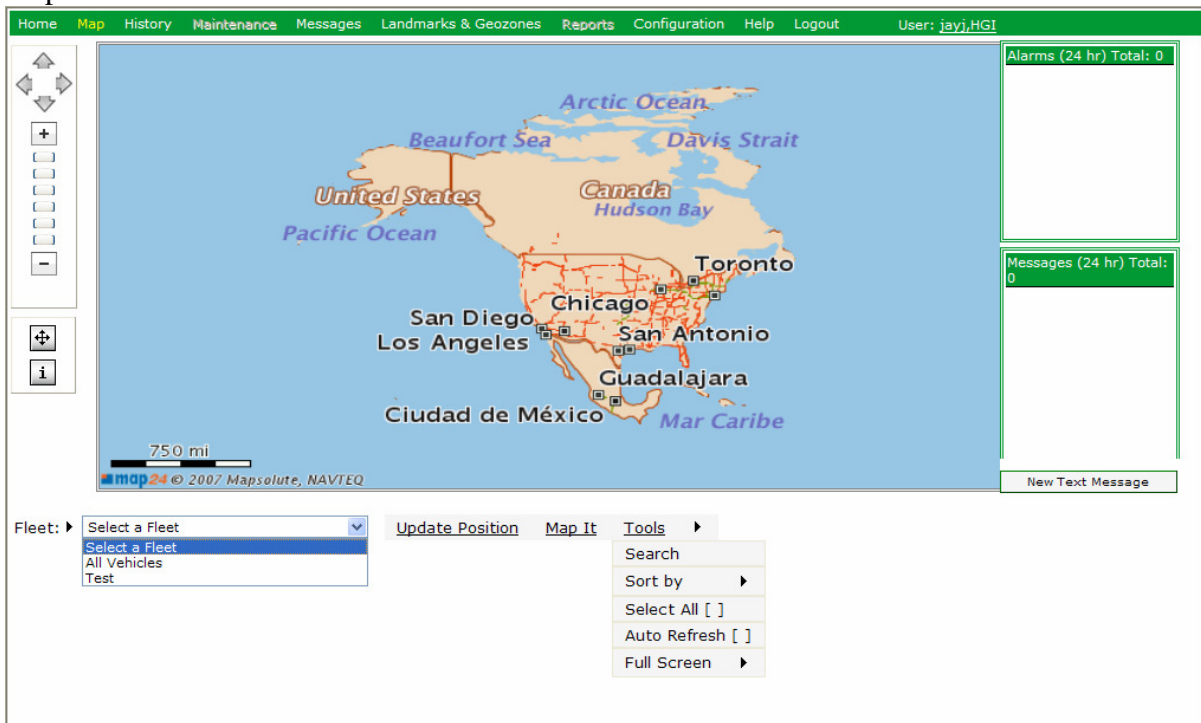 Home Map History Maintenance Messages Landmarks & Geozones Reports Configuration Help Logout User: jayj,HGI
Alarms (24 hr) Total: 0
Arctic Ocean
Beaufort Sea
Davis Strait
United States
Canada
Hudson Bay
Pacific Ocean
Toronto
Chicago
San Diego
San Antonio
Los Angeles
Guadalajara
Ciudad de México
Mar Caribe
750 mi
map24 © 2007 Mapsolute, NAVTEQ
+
-
i
Messages (24 hr) Total:
0
New Text Message
Fleet: Select a Fleet Update Position Map It Tools
Select a Fleet
All Vehicles
Test
Search
Sort by
Select All [ ]
Auto Refresh [ ]
Full Screen